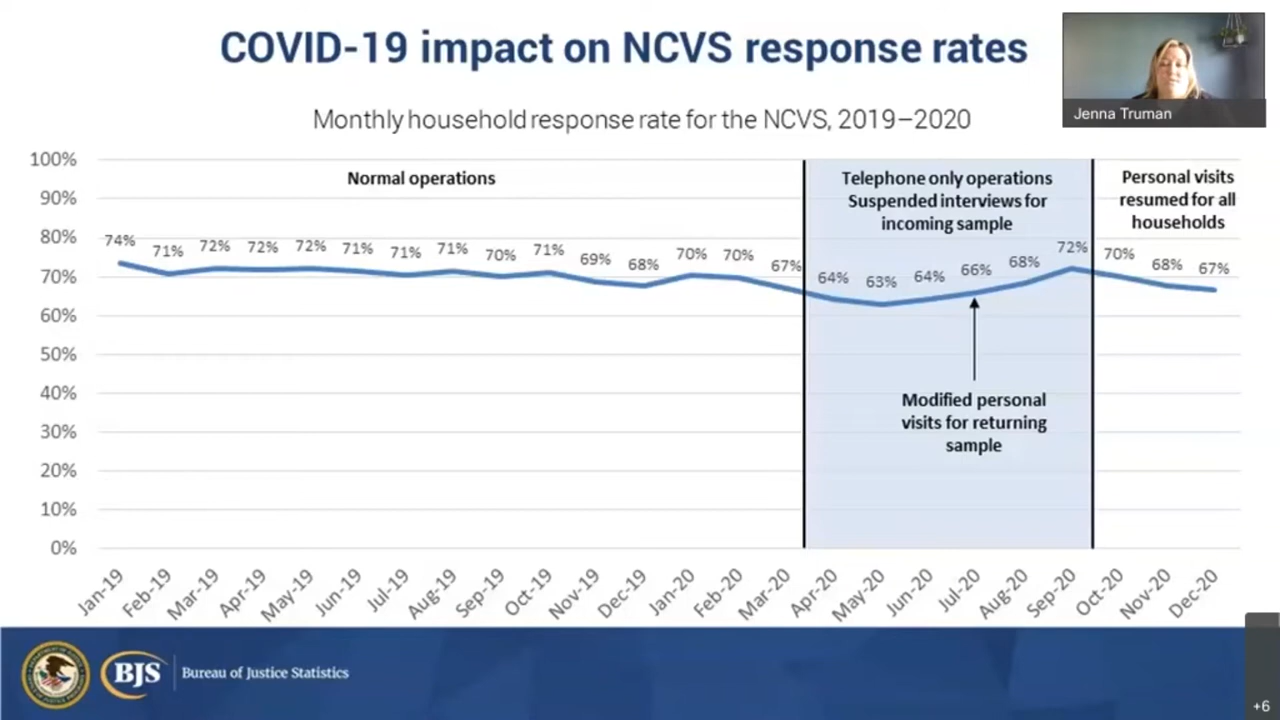 COVID-19 impact on NCVS response rates
Jenna Truman
Monthly household response rate for the NCVS, 2019–2020
100%
90%
80%
70%
60%
50%
40%
30%
20%
10%
0%
Normal operations
Telephone only operations
Suspended interviews for
incoming sample
Personal visits
resumed for all
households
74%
71%
72%
72%
72%
71%
71%
71%
70%
71%
69%
68%
70%
70%
67%
64%
63%
64%
66%
68%
72%
70%
68%
67%
Modified personal
visits for returning
sample
Jan-19
Feb-19
Mar-19
Apr-19
May-19
Jun-19
Jul-19
Aug-19
Sep-19
Oct-19
Nov-19
Dec-19
Jan-20
Feb-20
Mar-20
Apr-20
May-20
Jun-20
Jul-20
Aug-20
Sep-20
Oct-20
Nov-20
Dec-20
BJS
Bureau of Justice Statistics
+6